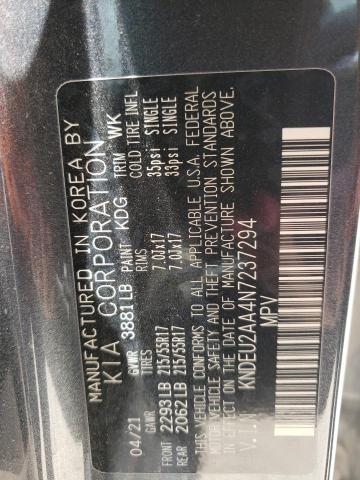 MANUFACTURED IN KOREA BY
KIA CORPORATION
04/21 GVWR 3881LB PAINT KDG TRIM WK
GAWR TIRES RIMS COLD TIRE INFL
FRONT 2293LB 215/55R17 7.0JX17 35psi SINGLE
REAR 2062LB 215/55R17 7.0JX17 33psi SINGLE
THIS VEHICLE CONFORMS TO ALL APPLICABLE U.S.A. FEDERAL
MOTOR VEHICLE SAFETY AND THEFT PREVENTION STANDARDS
IN EFFECT ON THE DATE OF MANUFACTURE SHOWN ABOVE.
V.I.N KNDEU2AA4N7237294
MPV